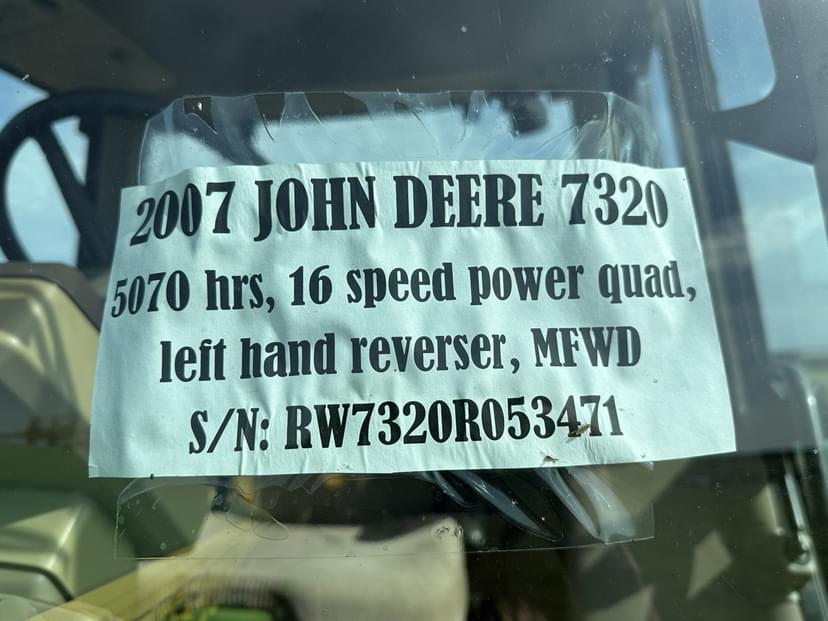 2007 JOHN DEERE 7320
5070 hrs, 16 speed power quad,
left hand reverser, MFWD
S/N: RW7320R053471